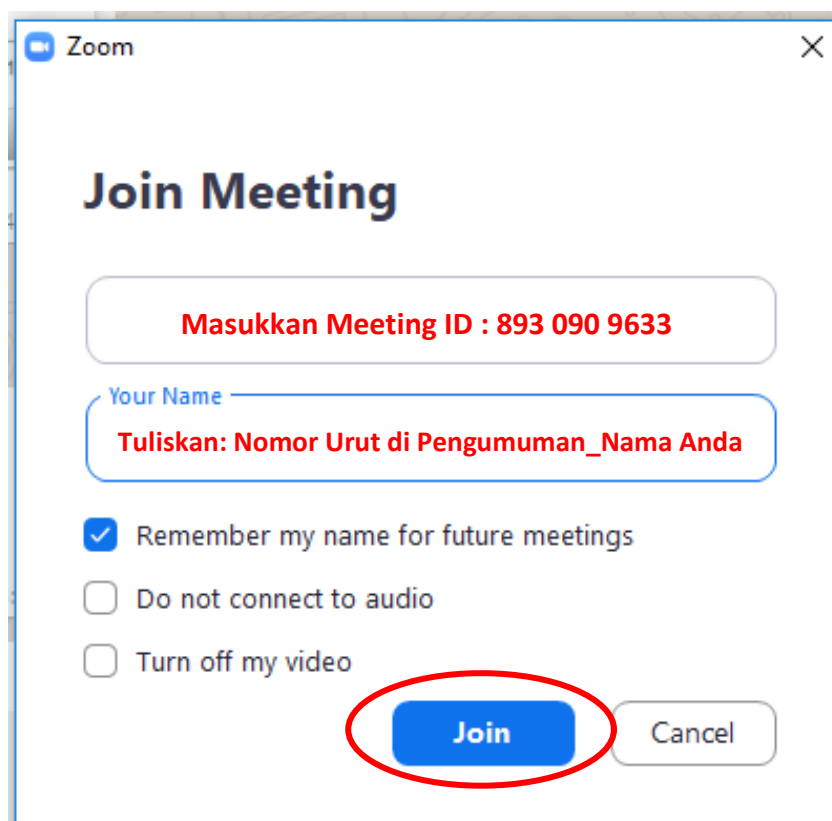 Zoom
Join Meeting
Masukkan Meeting ID : 893 090 9633
Your Name
Tuliskan: Nomor Urut di Pengumuman_Nama Anda
Remember my name for future meetings
Do not connect to audio
Turn off my video
Join Cancel